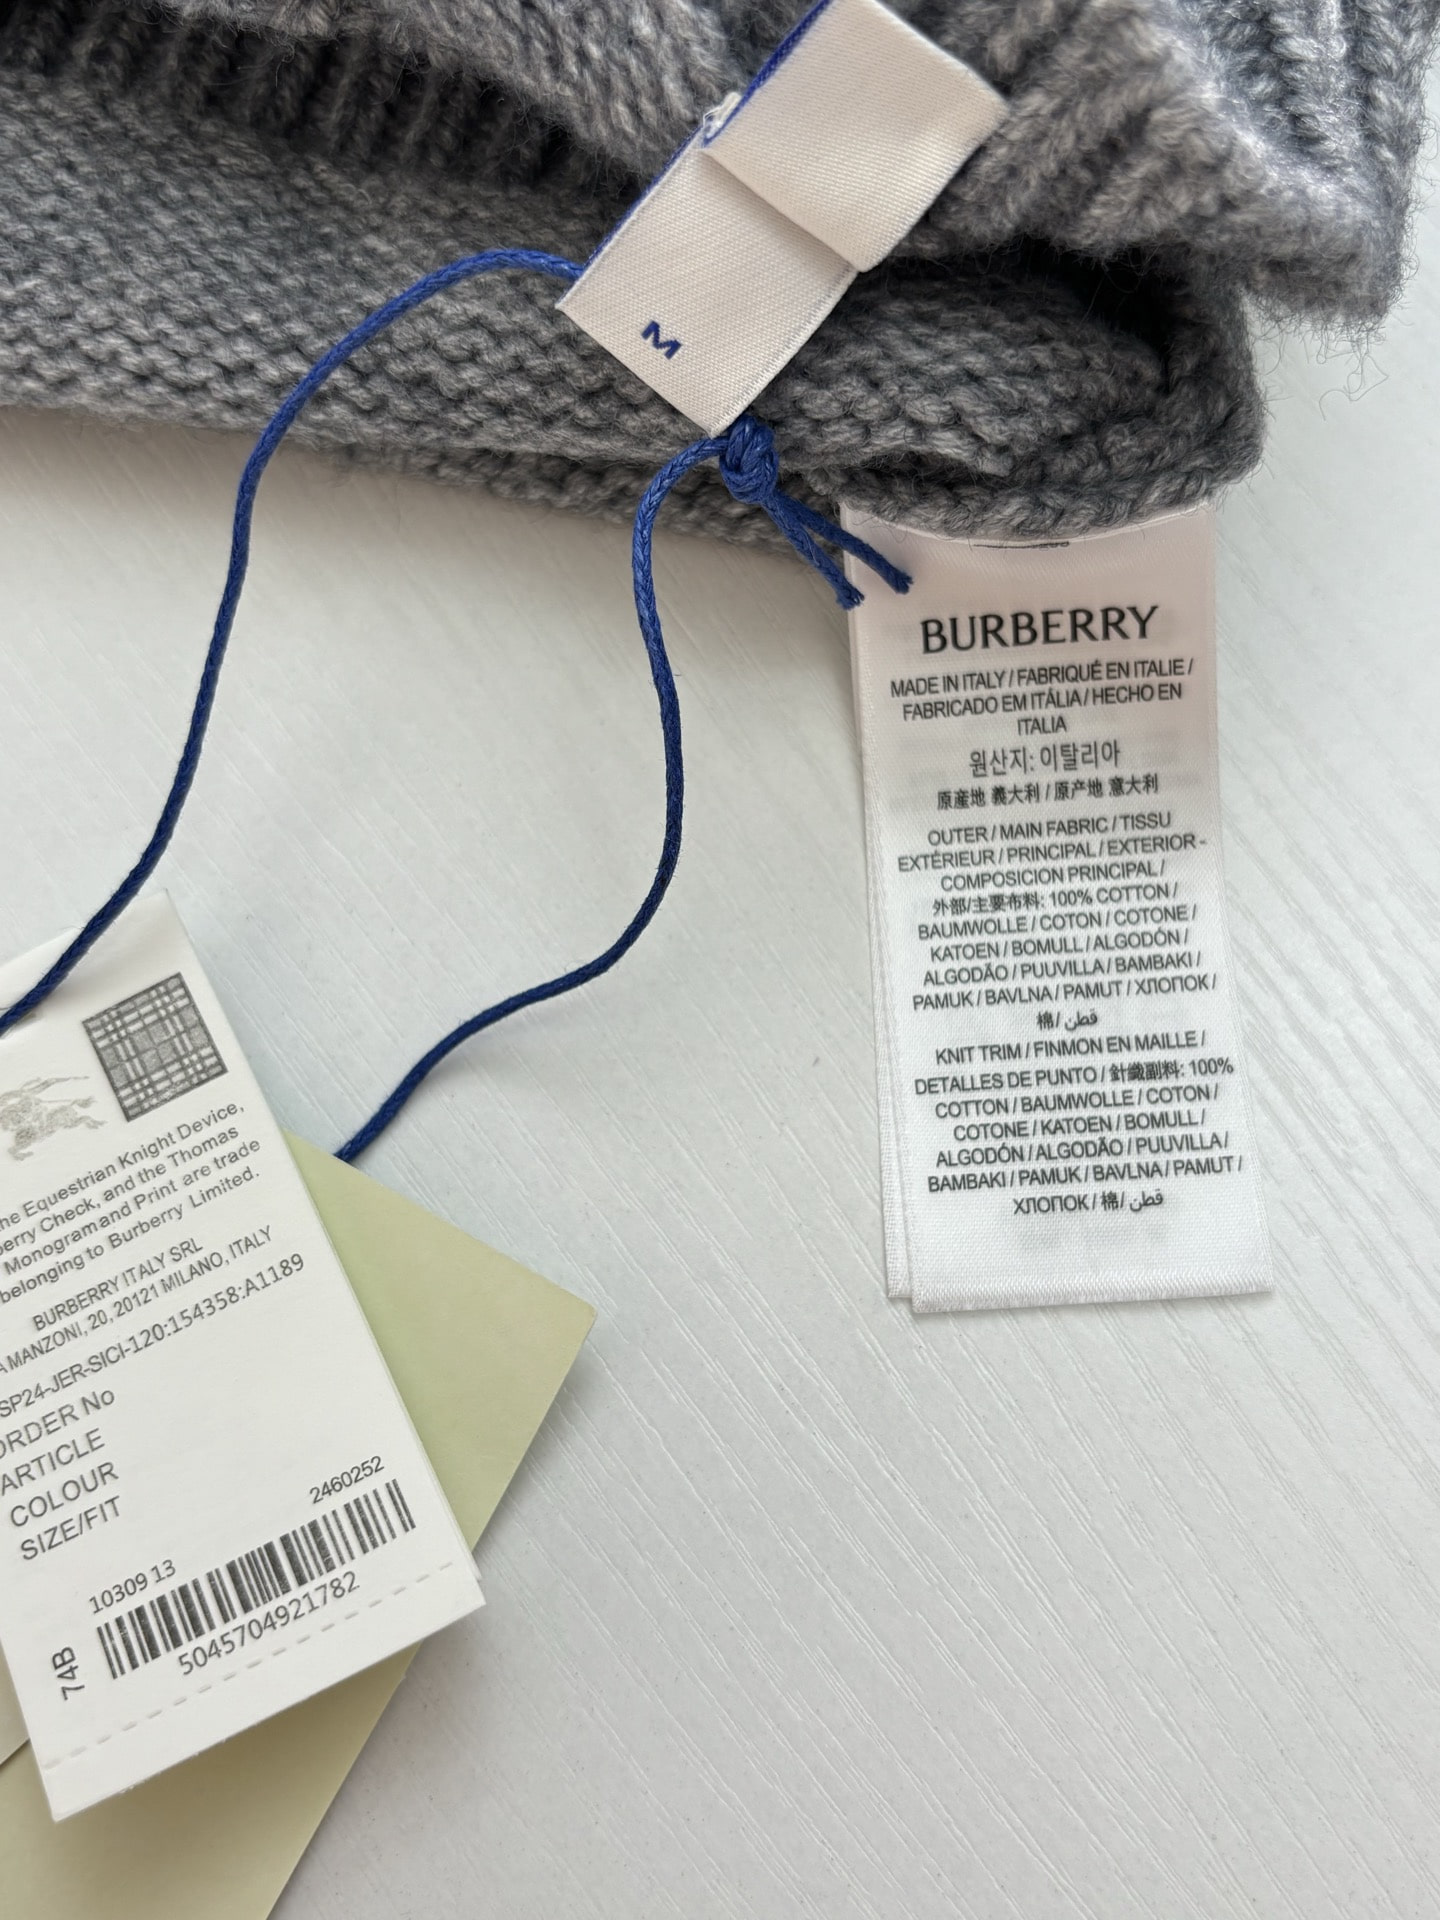 M
BURBERRY
MADE IN ITALY / FABRIQUÉ EN ITALIE /
FABRICADO EM ITÁLIA / HECHO EN
ITALIA
원산지: 이탈리아
原産地 義大利 / 原产地 意大利
OUTER / MAIN FABRIC / TISSU
EXTÉRIEUR / PRINCIPAL / EXTERIOR -
COMPOSICION PRINCIPAL /
外部/主要布料: 100% COTTON /
BAUMWOLLE / COTON / COTONE /
KATOEN / BOMULL / ALGODÓN /
ALGODÃO / PUUVILLA / BAMBAKI /
PAMUK / BAVLNA / PAMUT / ХЛОПОК /
棉/ قطن
KNIT TRIM / FINMON EN MAILLE /
DETALLES DE PUNTO / 針織副料: 100%
COTTON / BAUMWOLLE / COTON /
COTONE / KATOEN / BOMULL /
ALGODÓN / ALGODÃO / PUUVILLA /
BAMBAKI / PAMUK / BAVLNA / PAMUT /
ХЛОПОК / 棉/ قطن
he Equestrian Knight Device,
erry Check, and the Thomas
Monogram and Print are trade
belonging to Burberry Limited.
BURBERRY ITALY SRL
A MANZONI, 20, 20121 MILANO, ITALY
SP24-JER-SICI-120:154358:A1189
ORDER No
ARTICLE
COLOUR
SIZE/FIT
2460252
10309 13
5045704921782
74B